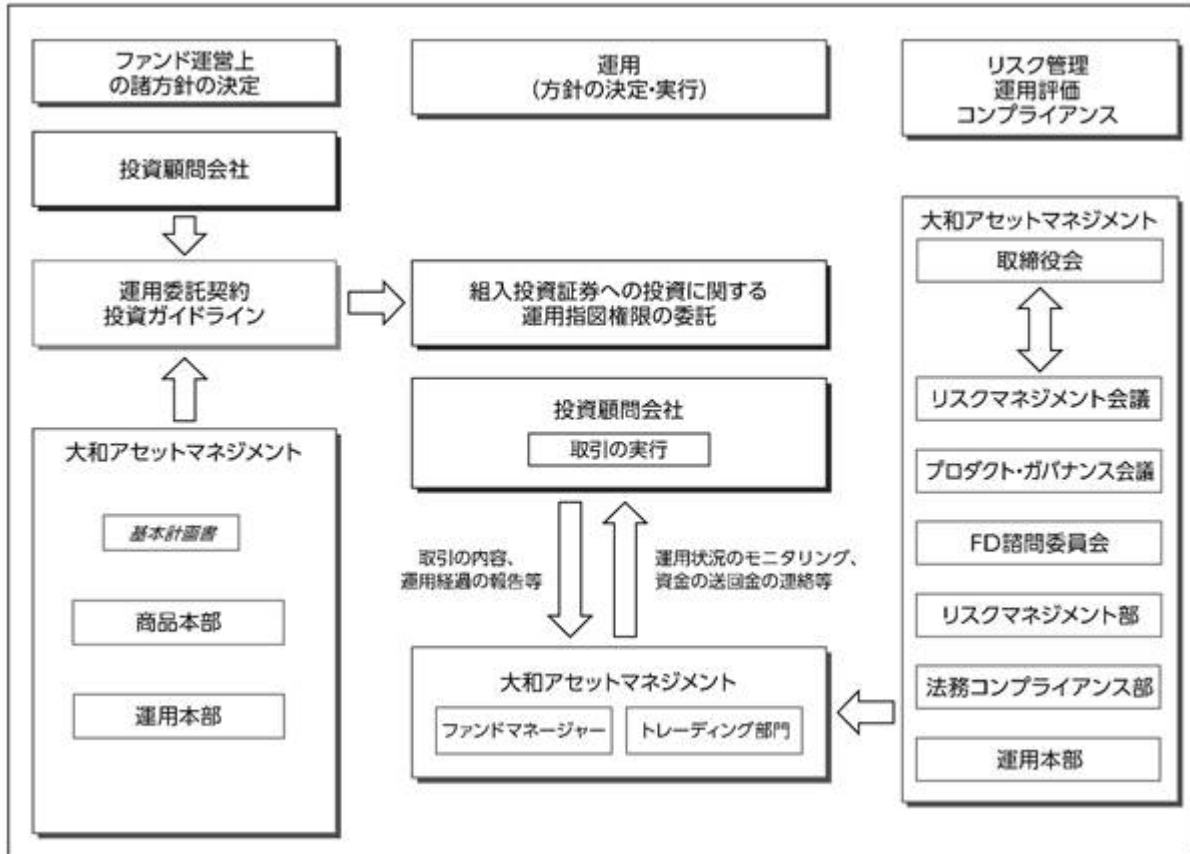 ファンド運営上
の諸方針の決定
投資顧問会社
運用委託契約
投資ガイドライン
大和アセットマネジメント
基本計画書
商品本部
運用本部
運用
(方針の決定・実行)
組入投資証券への投資に関する
運用指図権限の委託
投資顧問会社
取引の実行
取引の内容、
運用経過の報告等
運用状況のモニタリング、
資金の送回金の連絡等
大和アセットマネジメント
ファンドマネージャー
トレーディング部門
リスク管理
運用評価
コンプライアンス
大和アセットマネジメント
取締役会
リスクマネジメント会議
プロダクト・ガバナンス会議
FD諮問委員会
リスクマネジメント部
法務コンプライアンス部
運用本部